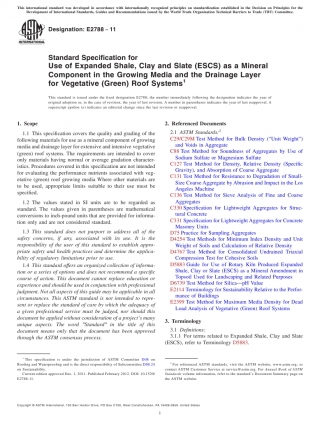 This international standard was developed in accordance with internationally recognized principles on standardization established in the Decision on Principles for the
Development of International Standards, Guides and Recommendations issued by the World Trade Organization Technical Barriers to Trade (TBT) Committee.
Designation: E2788 – 11
Standard Specification for
Use of Expanded Shale, Clay and Slate (ESCS) as a Mineral
Component in the Growing Media and the Drainage Layer
for Vegetative (Green) Roof Systems1
This standard is issued under the fixed designation E2788; the number immediately following the designation indicates the year of
original adoption or, in the case of revision, the year of last revision. A number in parentheses indicates the year of last reapproval. A
superscript epsilon (ε) indicates an editorial change since the last revision or reapproval.
1. Scope
1.1 This specification covers the quality and grading of the
following materials for use as a mineral component of growing
media and drainage layer for extensive and intensive vegetative
(green) roof systems. The requirements are intended to cover
only materials having normal or average gradation character-
istics. Procedures covered in this specification are not intended
for evaluating the performance nutrients associated with veg-
etative (green) roof growing media. Where other materials are
to be used, appropriate limits suitable to their use must be
specified.
1.2 The values stated in SI units are to be regarded as
standard. The values given in parentheses are mathematical
conversions to inch-pound units that are provided for informa-
tion only and are not considered standard.
1.3 This standard does not purport to address all of the
safety concerns, if any, associated with its use. It is the
responsibility of the user of this standard to establish appro-
priate safety and health practices and determine the applica-
bility of regulatory limitations prior to use.
1.4 This standard offers an organized collection of informa-
tion or a series of options and does not recommend a specific
course of action. This document cannot replace education or
experience and should be used in conjunction with professional
judgment. Not all aspects of this guide may be applicable in all
circumstances. This ASTM standard is not intended to repre-
sent or replace the standard of care by which the adequacy of
a given professional service must be judged, nor should this
document be applied without consideration of a project's many
unique aspects. The word "Standard" in the title of this
document means only that the document has been approved
through the ASTM consensus process.
1 This specification is under the jurisdiction of ASTM Committee D08 on
Roofing and Waterproofing and is the direct responsibility of Subcommittee D08.24
on Sustainability.
Current edition approved Dec. 1, 2011. Published February 2012. DOI: 10.1520/
E2788-11.
2. Referenced Documents
2.1 ASTM Standards:2
C29/C29M Test Method for Bulk Density ("Unit Weight")
and Voids in Aggregate
C88 Test Method for Soundness of Aggregates by Use of
Sodium Sulfate or Magnesium Sulfate
C127 Test Method for Density, Relative Density (Specific
Gravity), and Absorption of Coarse Aggregate
C131 Test Method for Resistance to Degradation of Small-
Size Coarse Aggregate by Abrasion and Impact in the Los
Angeles Machine
C136 Test Method for Sieve Analysis of Fine and Coarse
Aggregates
C330 Specification for Lightweight Aggregates for Struc-
tural Concrete
C331 Specification for Lightweight Aggregates for Concrete
Masonry Units
D75 Practice for Sampling Aggregates
D4254 Test Methods for Minimum Index Density and Unit
Weight of Soils and Calculation of Relative Density
D4767 Test Method for Consolidated Undrained Triaxial
Compression Test for Cohesive Soils
D5883 Guide for Use of Rotary Kiln Produced Expanded
Shale, Clay or Slate (ESCS) as a Mineral Amendment in
Topsoil Used for Landscaping and Related Purposes
D6739 Test Method for Silica—pH Value
E2114 Terminology for Sustainability Relative to the Perfor-
mance of Buildings
E2399 Test Method for Maximum Media Density for Dead
Load Analysis of Vegetative (Green) Roof Systems
3. Terminology
3.1 Definitions:
3.1.1 For terms related to Expanded Shale, Clay and Slate
(ESCS), refer to Terminology D5883.
2 For referenced ASTM standards, visit the ASTM website, www.astm.org, or
contact ASTM Customer Service at service@astm.org. For Annual Book of ASTM
Standards volume information, refer to the standard's Document Summary page on
the ASTM website.
Copyright © ASTM International, 100 Barr Harbor Drive, PO Box C700, West Conshohocken, PA 19428-2959. United States
1